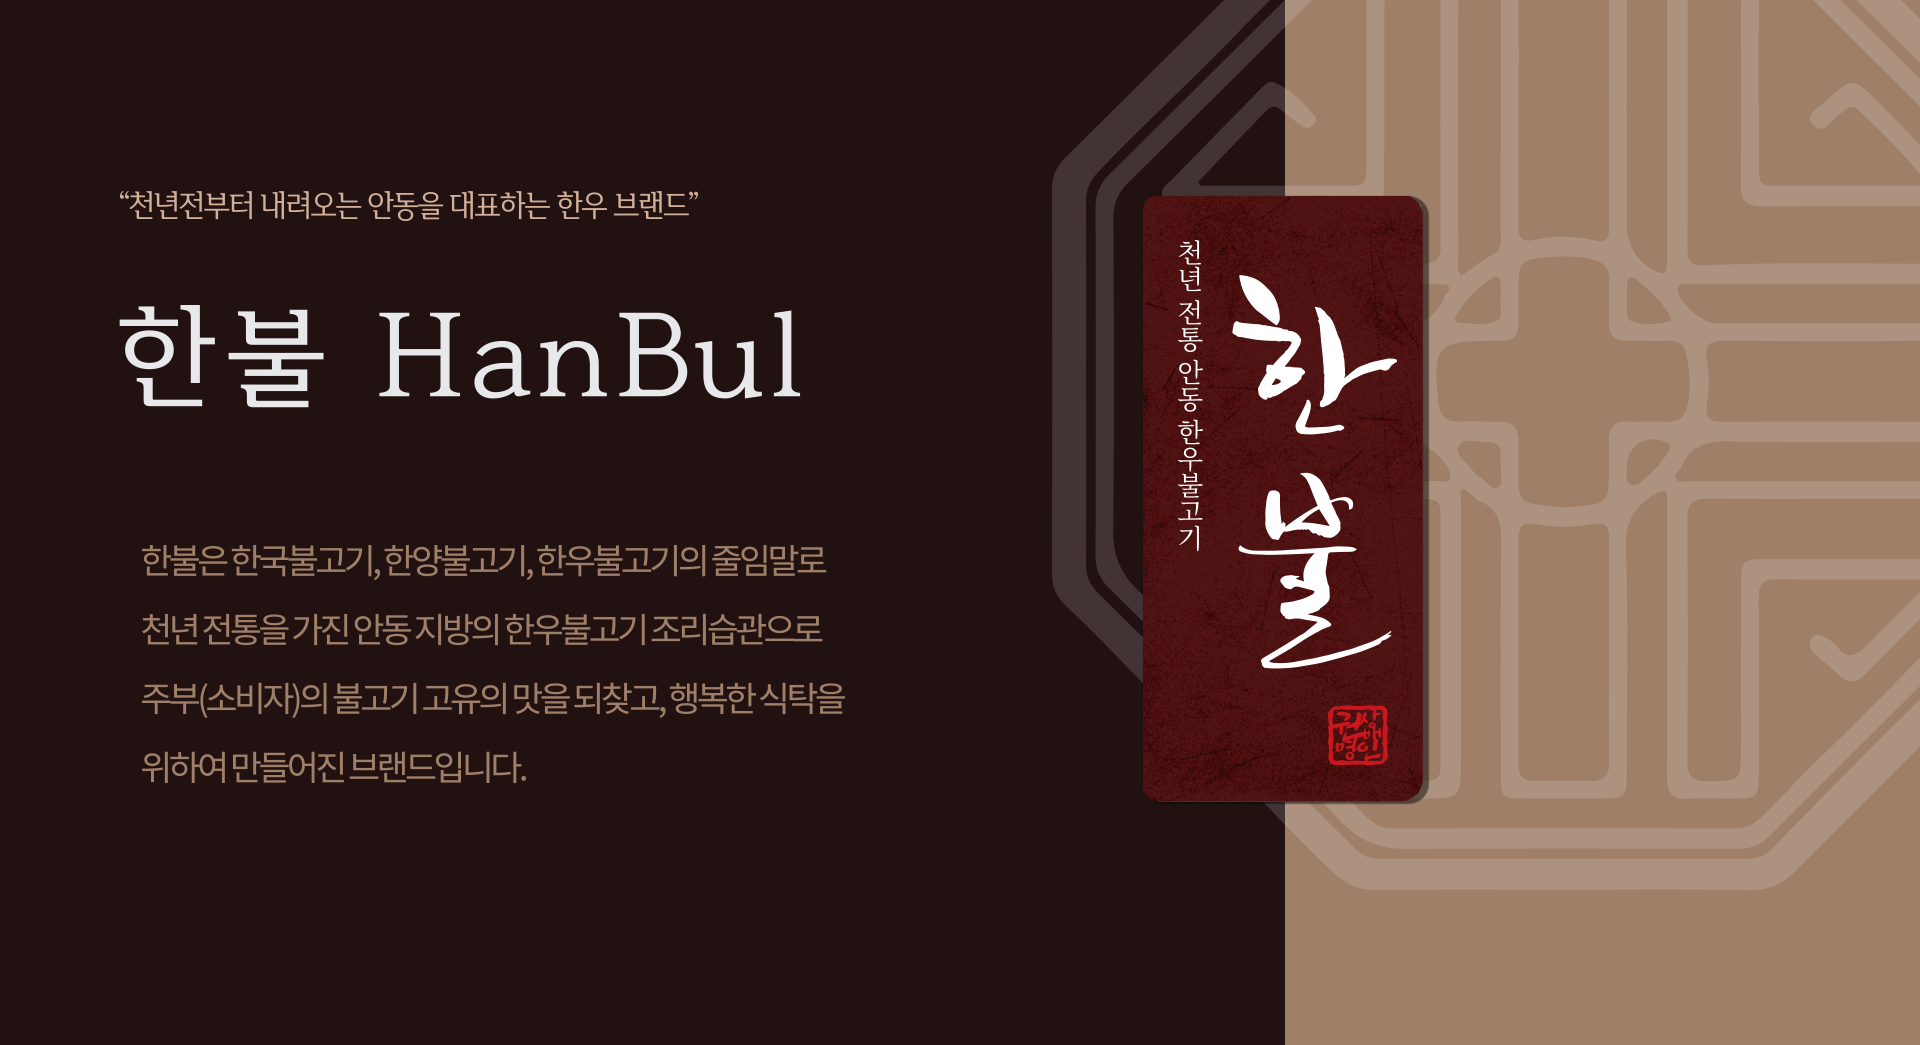 “천년전부터 내려오는 안동을 대표하는 한우 브랜드”
한불 HanBul
한불은 한국불고기, 한양불고기, 한우불고기의 줄임말로
천년 전통을 가진 안동 지방의 한우불고기 조리습관으로
주부(소비자)의 불고기 고유의 맛을 되찾고, 행복한 식탁을
위하여 만들어진 브랜드입니다.
천년 전통 안동 한우불고기
한불